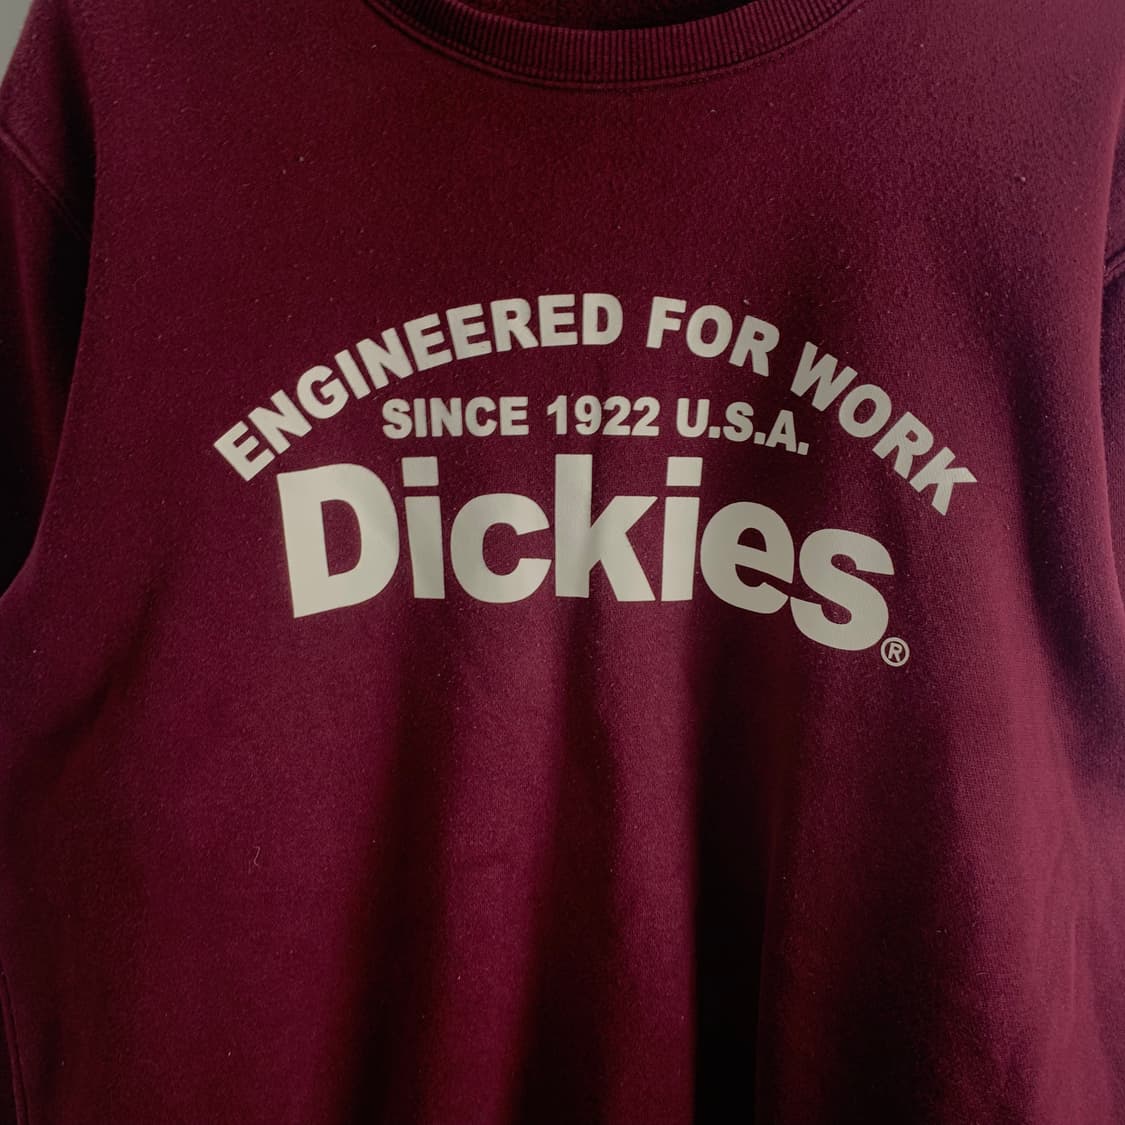 ENGINEERED FOR WORK
SINCE 1922 U.S.A.
Dickies®